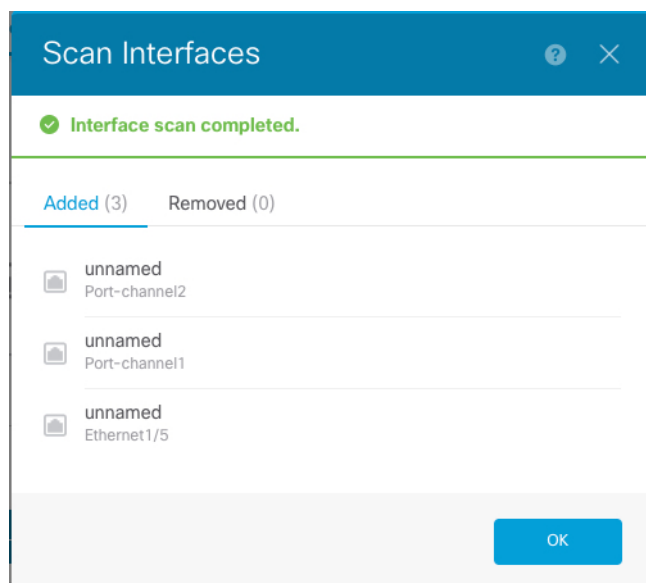 Scan Interfaces
Interface scan completed.
Added (3) Removed (0)
unnamed
Port-channel2
unnamed
Port-channel1
unnamed
Ethernet1/5
OK